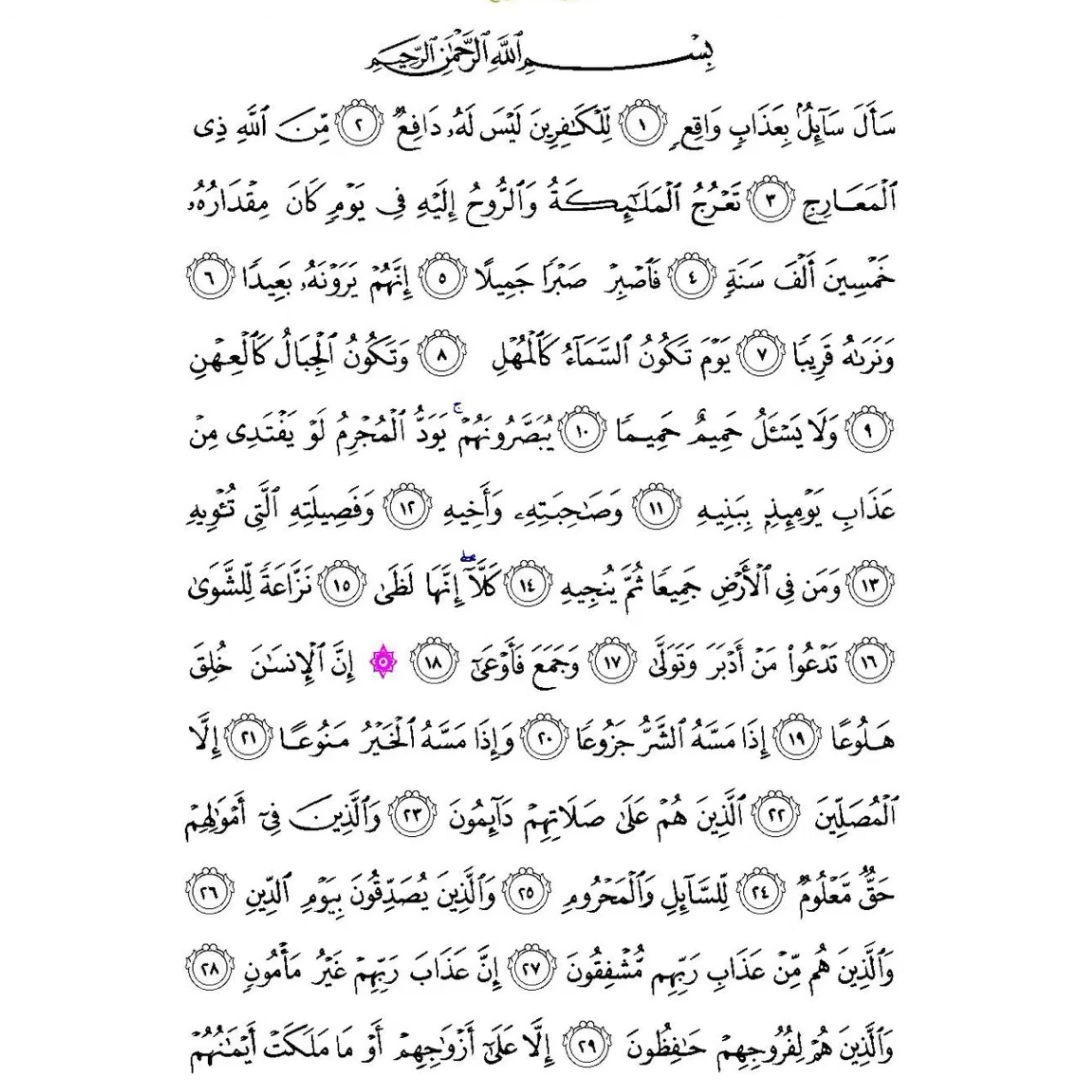 بِسْمِ ٱللَّهِ ٱلرَّحْمَٰنِ ٱلرَّحِيمِ
سَأَلَ سَآئِلُۢ بِعَذَابٖ وَاقِعٖ ١ لِّلۡكَٰفِرِينَ لَيۡسَ لَهُۥ دَافِعٞ ٢ مِّنَ ٱللَّهِ ذِي
ٱلۡمَعَارِجِ ٣ تَعۡرُجُ ٱلۡمَلَٰٓئِكَةُ وَٱلرُّوحُ إِلَيۡهِ فِي يَوۡمٖ كَانَ مِقۡدَارُهُۥ
خَمۡسِينَ أَلۡفَ سَنَةٖ ٤ فَٱصۡبِرۡ صَبۡرٗا جَمِيلًا ٥ إِنَّهُمۡ يَرَوۡنَهُۥ بَعِيدٗا ٦
وَنَرَىٰهُ قَرِيبٗا ٧ يَوۡمَ تَكُونُ ٱلسَّمَآءُ كَٱلۡمُهۡلِ ٨ وَتَكُونُ ٱلۡجِبَالُ كَٱلۡعِهۡنِ
٩ وَلَا يَسۡـَٔلُ حَمِيمٌ حَمِيمٗا ١٠ يُبَصَّرُونَهُمۡۚ يَوَدُّ ٱلۡمُجۡرِمُ لَوۡ يَفۡتَدِي مِنۡ
عَذَابِ يَوۡمِئِذِۭ بِبَنِيهِ ١١ وَصَٰحِبَتِهِۦ وَأَخِيهِ ١٢ وَفَصِيلَتِهِ ٱلَّتِي تُـٔۡوِيهِ
١٣ وَمَن فِي ٱلۡأَرۡضِ جَمِيعٗا ثُمَّ يُنجِيهِ ١٤ كَلَّآۖ إِنَّهَا لَظَىٰ ١٥ نَزَّاعَةٗ لِّلشَّوَىٰ
١٦ تَدۡعُواْ مَنۡ أَدۡبَرَ وَتَوَلَّىٰ ١٧ وَجَمَعَ فَأَوۡعَىٰٓ ١٨ ۞ إِنَّ ٱلۡإِنسَٰنَ خُلِقَ
هَلُوعًا ١٩ إِذَا مَسَّهُ ٱلشَّرُّ جَزُوعٗا ٢٠ وَإِذَا مَسَّهُ ٱلۡخَيۡرُ مَنُوعًا ٢١ إِلَّا
ٱلۡمُصَلِّينَ ٢٢ ٱلَّذِينَ هُمۡ عَلَىٰ صَلَاتِهِمۡ دَآئِمُونَ ٢٣ وَٱلَّذِينَ فِيٓ أَمۡوَٰلِهِمۡ
حَقّٞ مَّعۡلُومٞ ٢٤ لِّلسَّآئِلِ وَٱلۡمَحۡرُومِ ٢٥ وَٱلَّذِينَ يُصَدِّقُونَ بِيَوۡمِ ٱلدِّينِ ٢٦
وَٱلَّذِينَ هُم مِّنۡ عَذَابِ رَبِّهِم مُّشۡفِقُونَ ٢٧ إِنَّ عَذَابَ رَبِّهِمۡ غَيۡرُ مَأۡمُونٖ ٢٨
وَٱلَّذِينَ هُمۡ لِفُرُوجِهِمۡ حَٰفِظُونَ ٢٩ إِلَّا عَلَىٰٓ أَزۡوَٰجِهِمۡ أَوۡ مَا مَلَكَتۡ أَيۡمَٰنُهُمۡ